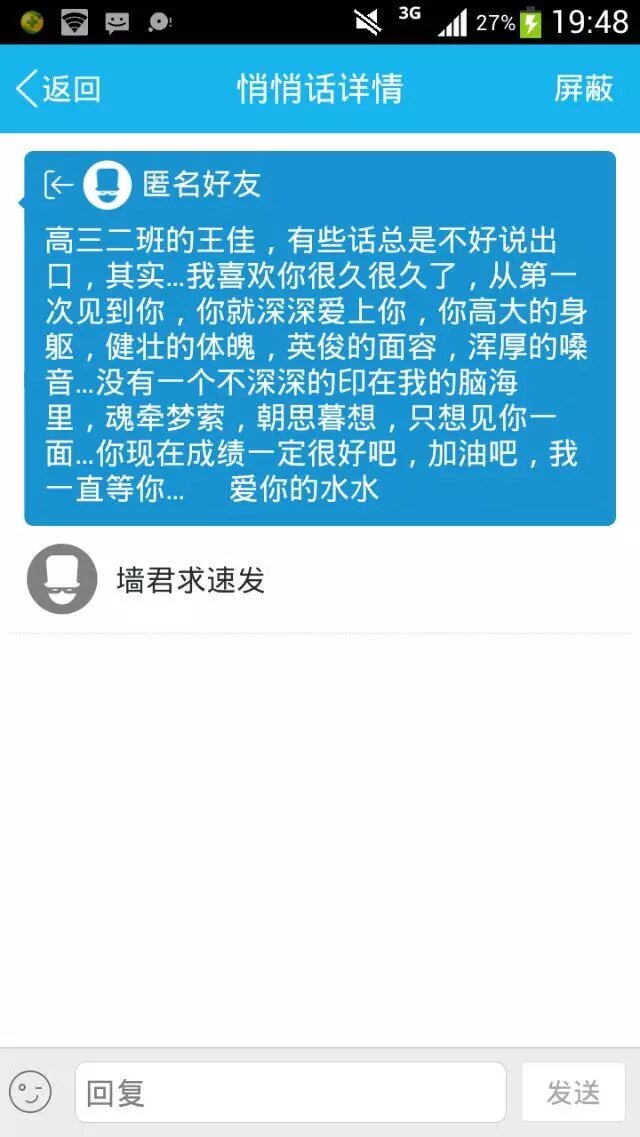 3G 27% 19:48
返回 悄悄话详情 屏蔽
匿名好友
高三二班的王佳，有些话总是不好说出
口，其实...我喜欢你很久很久了，从第一
次见到你，你就深深爱上你，你高大的身
躯，健壮的体魄，英俊的面容，浑厚的嗓
音...没有一个不深深的印在我的脑海
里，魂牵梦萦，朝思暮想，只想见你一
面...你现在成绩一定很好吧，加油吧，我
一直等你... 爱你的水水
墙君求速发
回复 发送